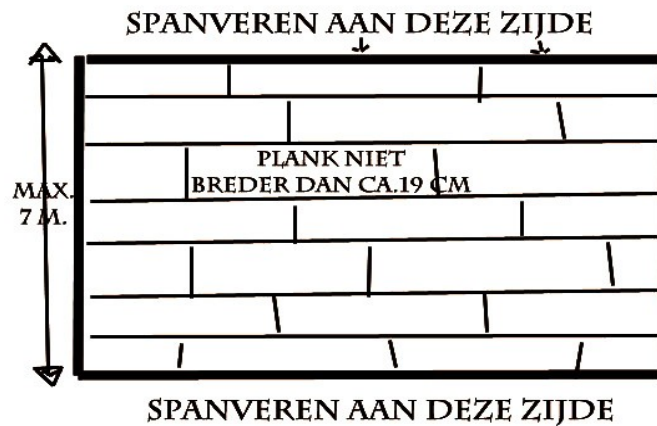 SPANVEREN AAN DEZE ZIJDE
PLANK NIET
BREDER DAN CA.19 CM
MAX.
7 M.
SPANVEREN AAN DEZE ZIJDE